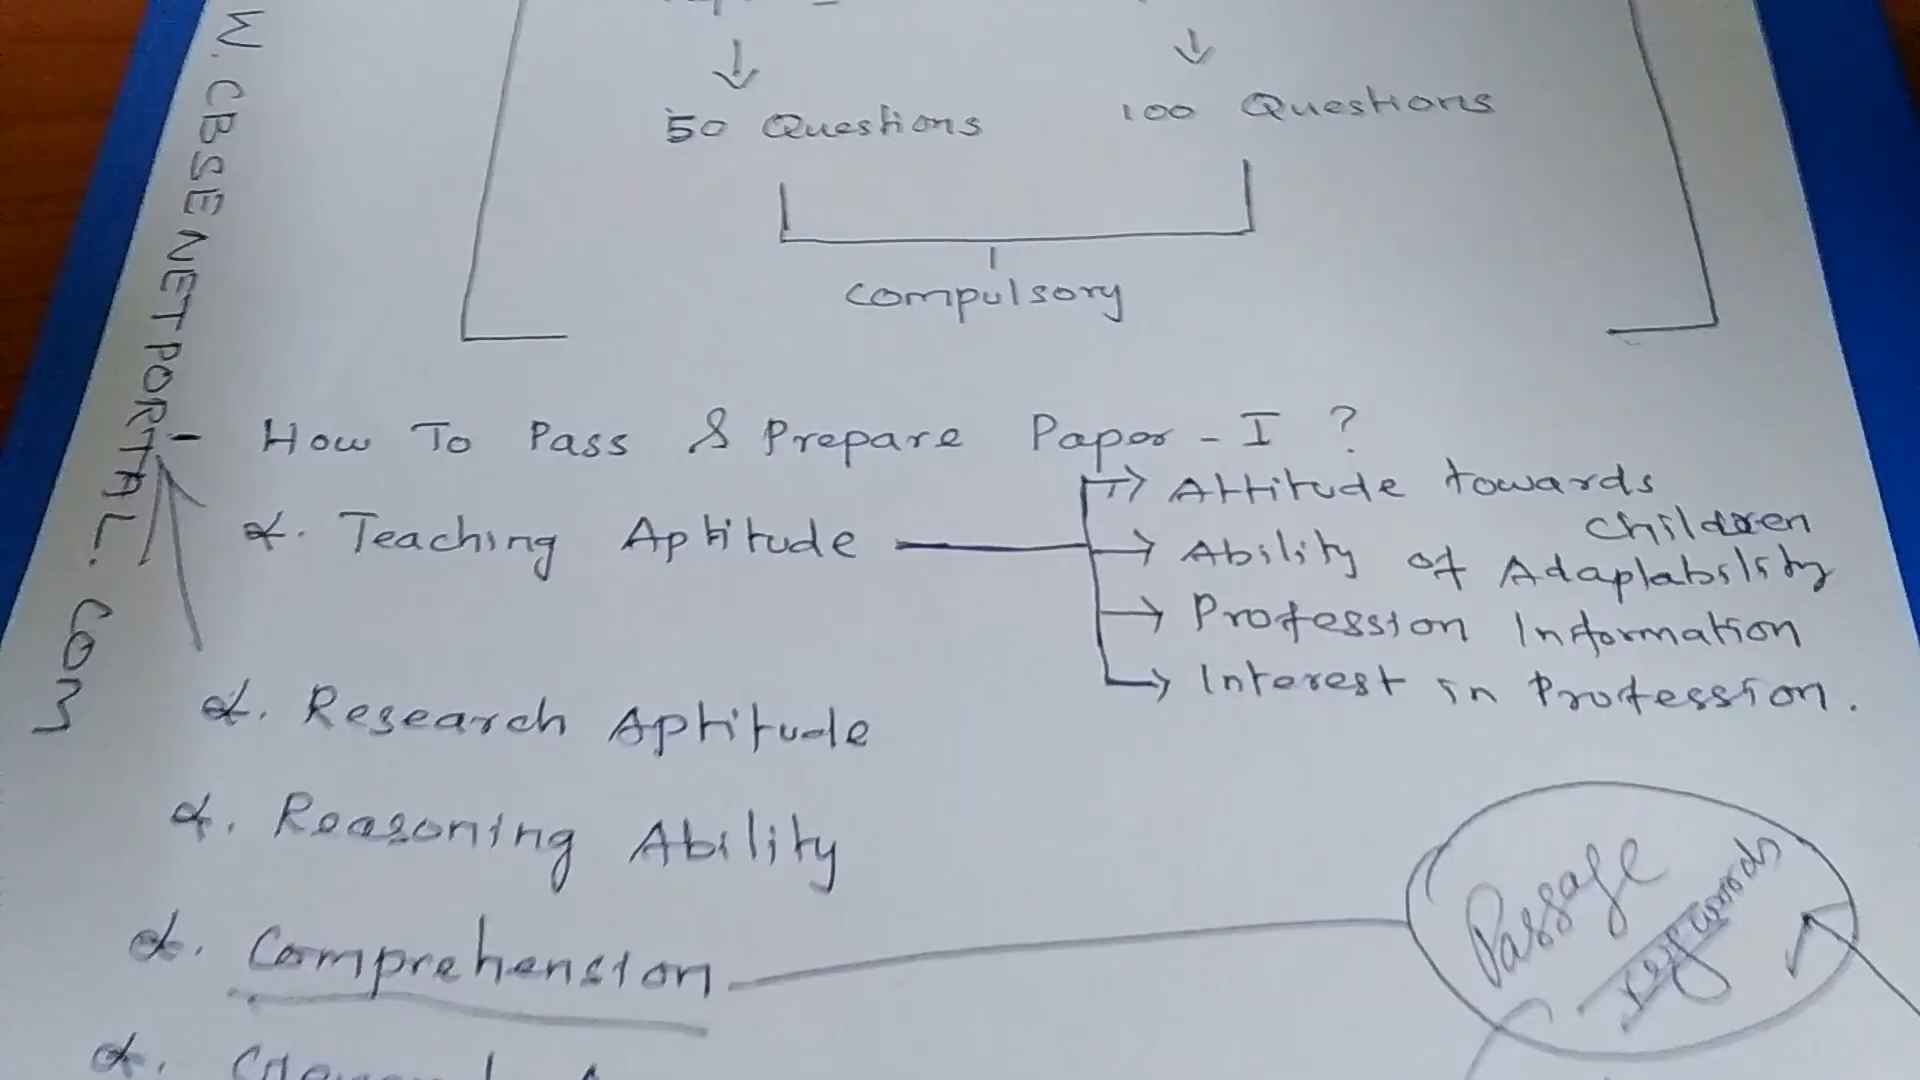 50 Questions
100 Questions
compulsory
W. CBSE NET PORTAL. COM
How To Pass & Prepare Paper - I ?
Teaching Aptitude
Attitude towards
children
Ability of Adaptability
Profession Information
Interest in Profession.
Research Aptitude
Reasoning Ability
Comprehension
Passage
keywords